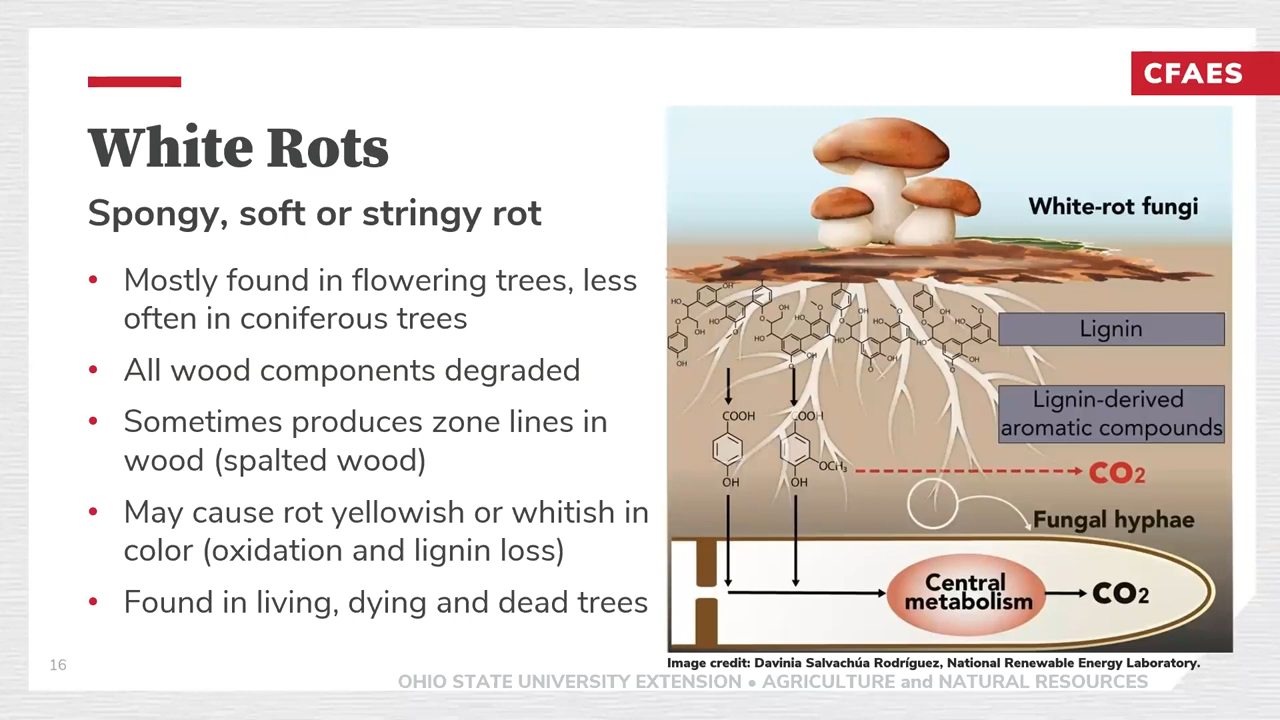 CFAES
White Rots
Spongy, soft or stringy rot
• Mostly found in flowering trees, less
often in coniferous trees
• All wood components degraded
• Sometimes produces zone lines in
wood (spalted wood)
• May cause rot yellowish or whitish in
color (oxidation and lignin loss)
• Found in living, dying and dead trees
White-rot fungi
Lignin
Lignin-derived
aromatic compounds
COOH
COOH
OCH3
OH
OH
CO2
Fungal hyphae
Central
metabolism
CO2
Image credit: Davinia Salvachúa Rodríguez, National Renewable Energy Laboratory.
16
OHIO STATE UNIVERSITY EXTENSION • AGRICULTURE and NATURAL RESOURCES